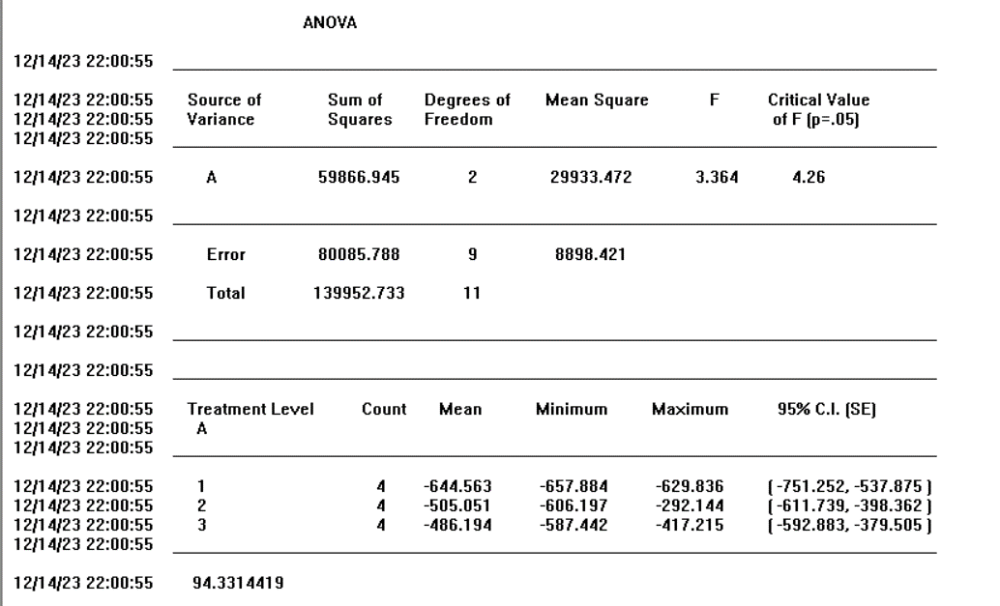 ANOVA
12/14/23 22:00:55
12/14/23 22:00:55 Source of Sum of Degrees of Mean Square F Critical Value
12/14/23 22:00:55 Variance Squares Freedom of F (p=.05)
12/14/23 22:00:55
12/14/23 22:00:55 A 59866.945 2 29933.472 3.364 4.26
12/14/23 22:00:55
12/14/23 22:00:55 Error 80085.788 9 8898.421
12/14/23 22:00:55 Total 139952.733 11
12/14/23 22:00:55
12/14/23 22:00:55
12/14/23 22:00:55 Treatment Level Count Mean Minimum Maximum 95% C.I. (SE)
12/14/23 22:00:55 A
12/14/23 22:00:55
12/14/23 22:00:55 1 4 -644.563 -657.884 -629.836 ( -751.252, -537.875 )
12/14/23 22:00:55 2 4 -505.051 -606.197 -292.144 ( -611.739, -398.362 )
12/14/23 22:00:55 3 4 -486.194 -587.442 -417.215 ( -592.883, -379.505 )
12/14/23 22:00:55
12/14/23 22:00:55 94.3314419